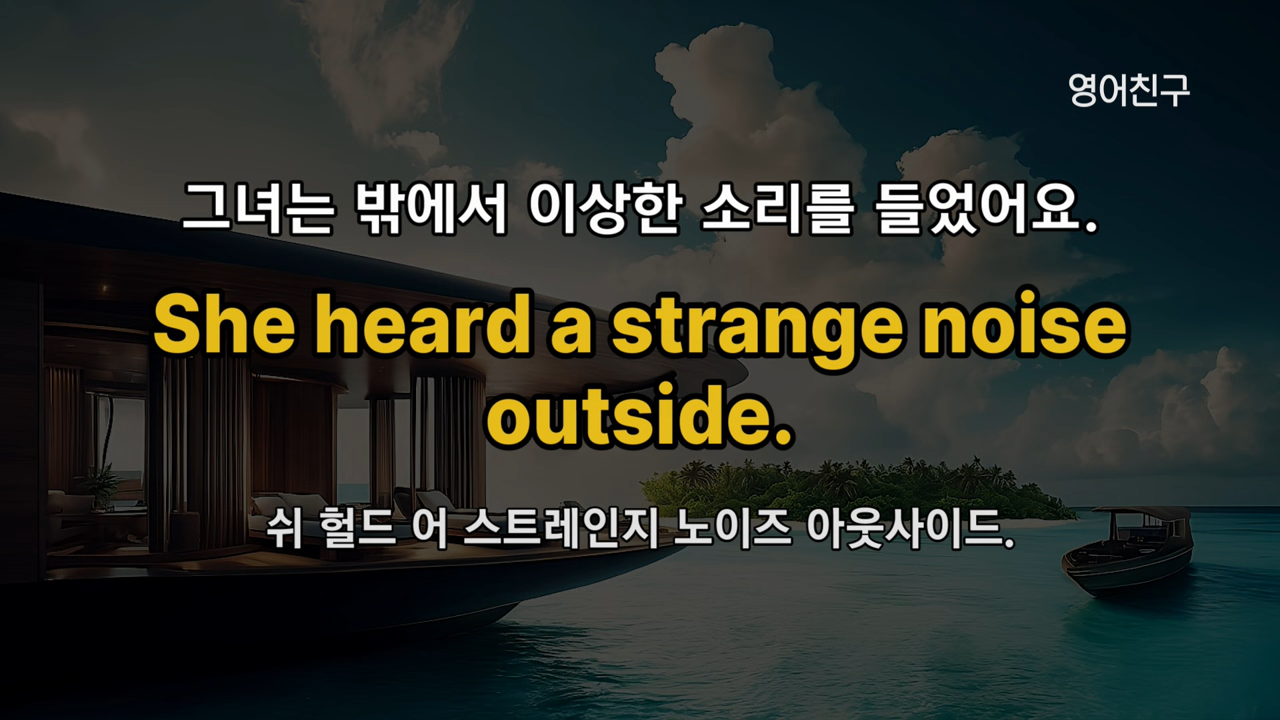 영어친구
그녀는 밖에서 이상한 소리를 들었어요.
She heard a strange noise
outside.
쉬 헐드 어 스트레인지 노이즈 아웃사이드.